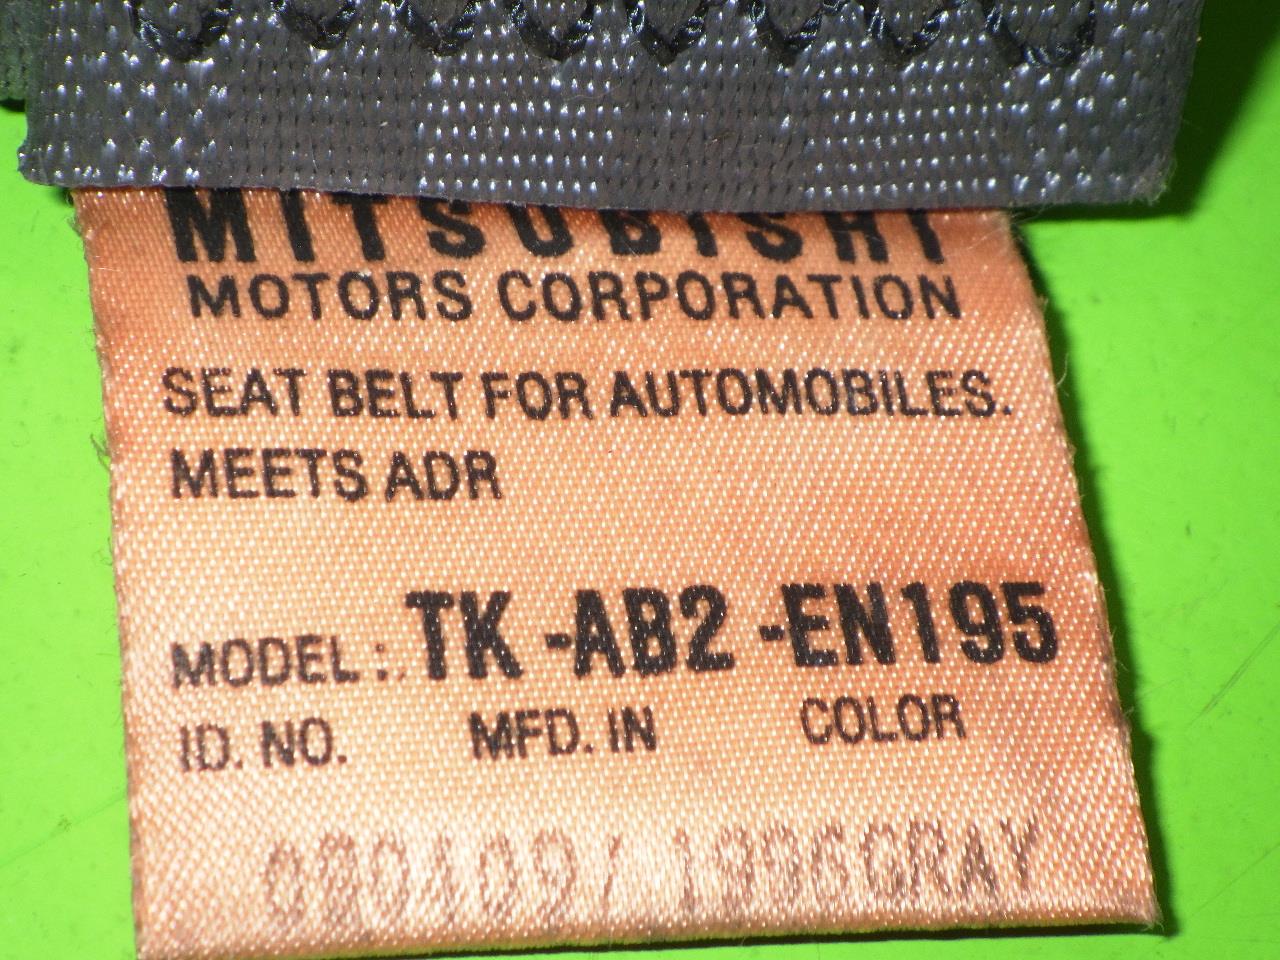 MITSUBISHI
MOTORS CORPORATION
SEAT BELT FOR AUTOMOBILES.
MEETS ADR
MODEL: TK-AB2-EN195
ID. NO. MFD. IN COLOR
1996 GRAY